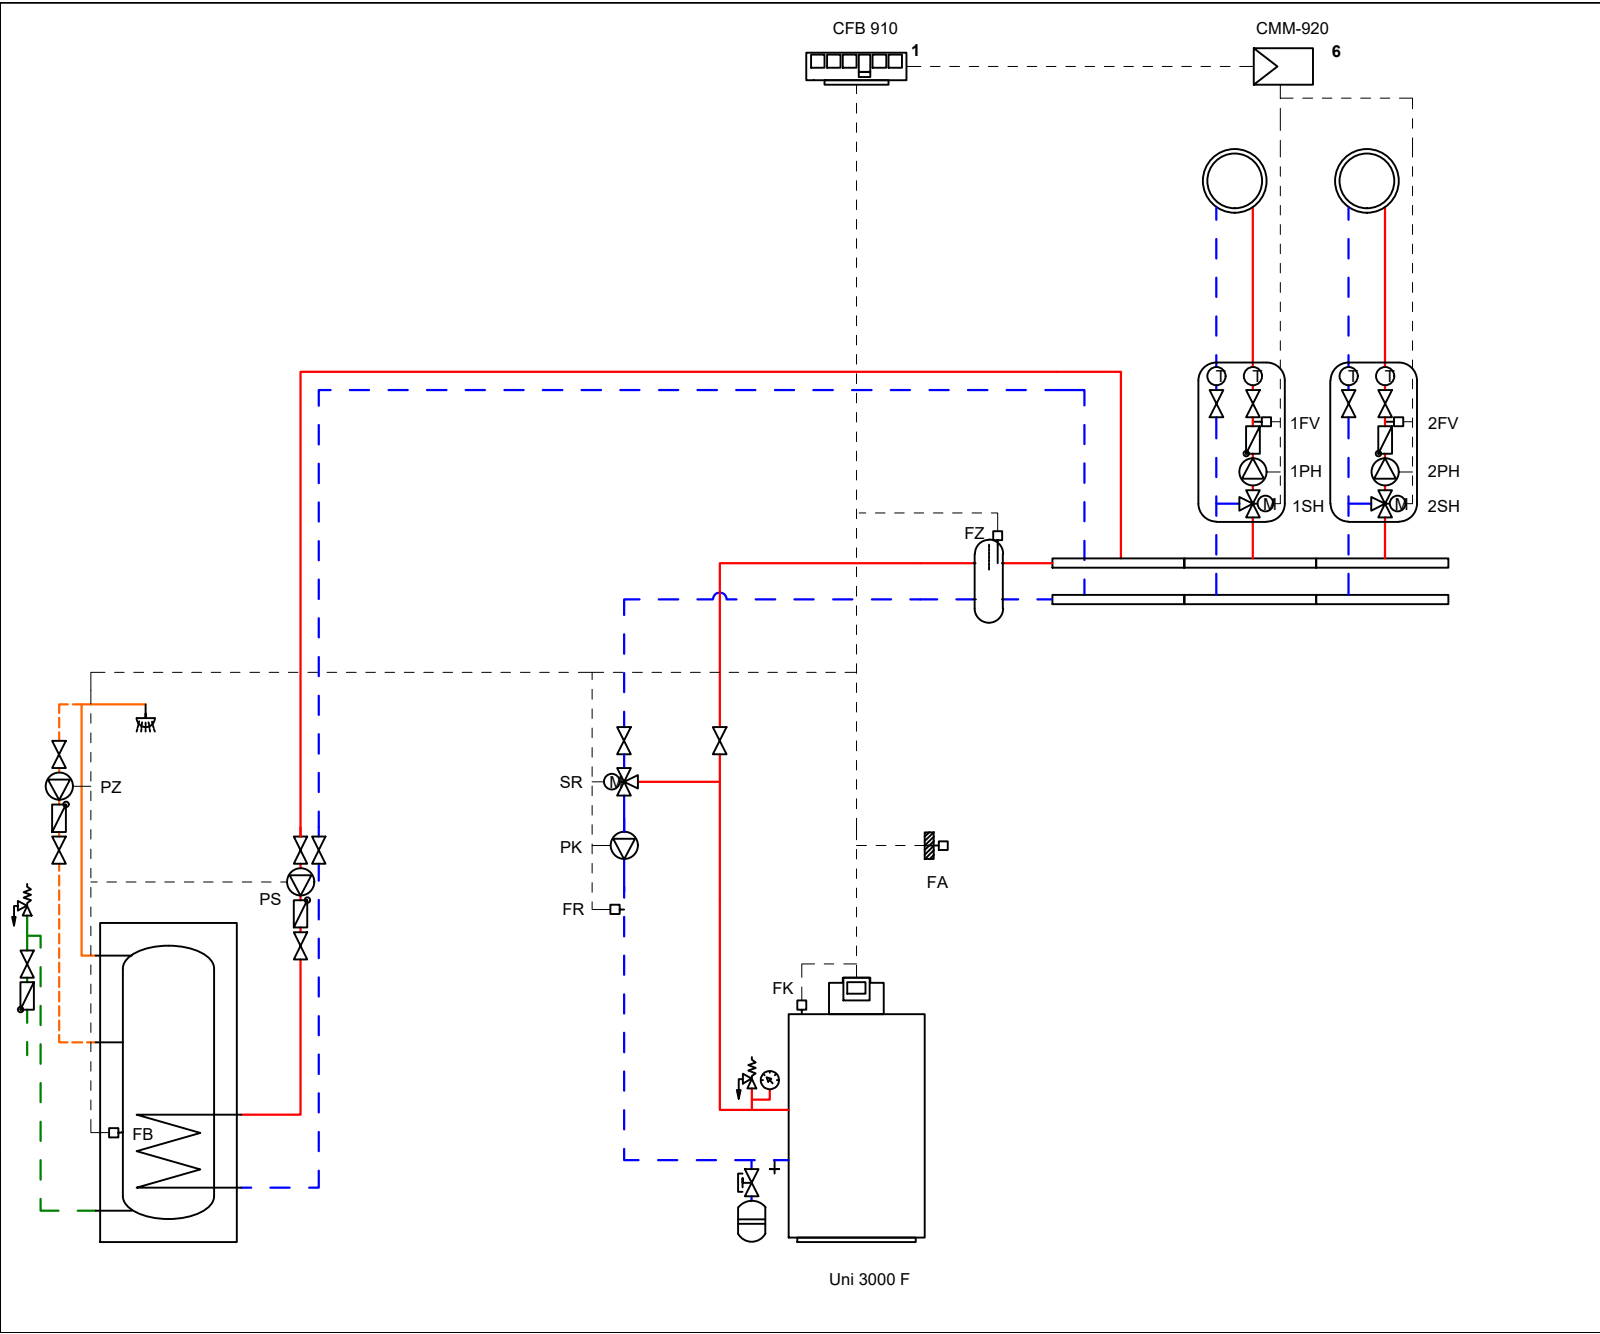 CFB 910
1
CMM-920
6
T T
T T
1FV
2FV
1PH
2PH
M
1SH
M
2SH
FZ
SR
M
PZ
PK
FA
PS
FR
FK
FB
Uni 3000 F